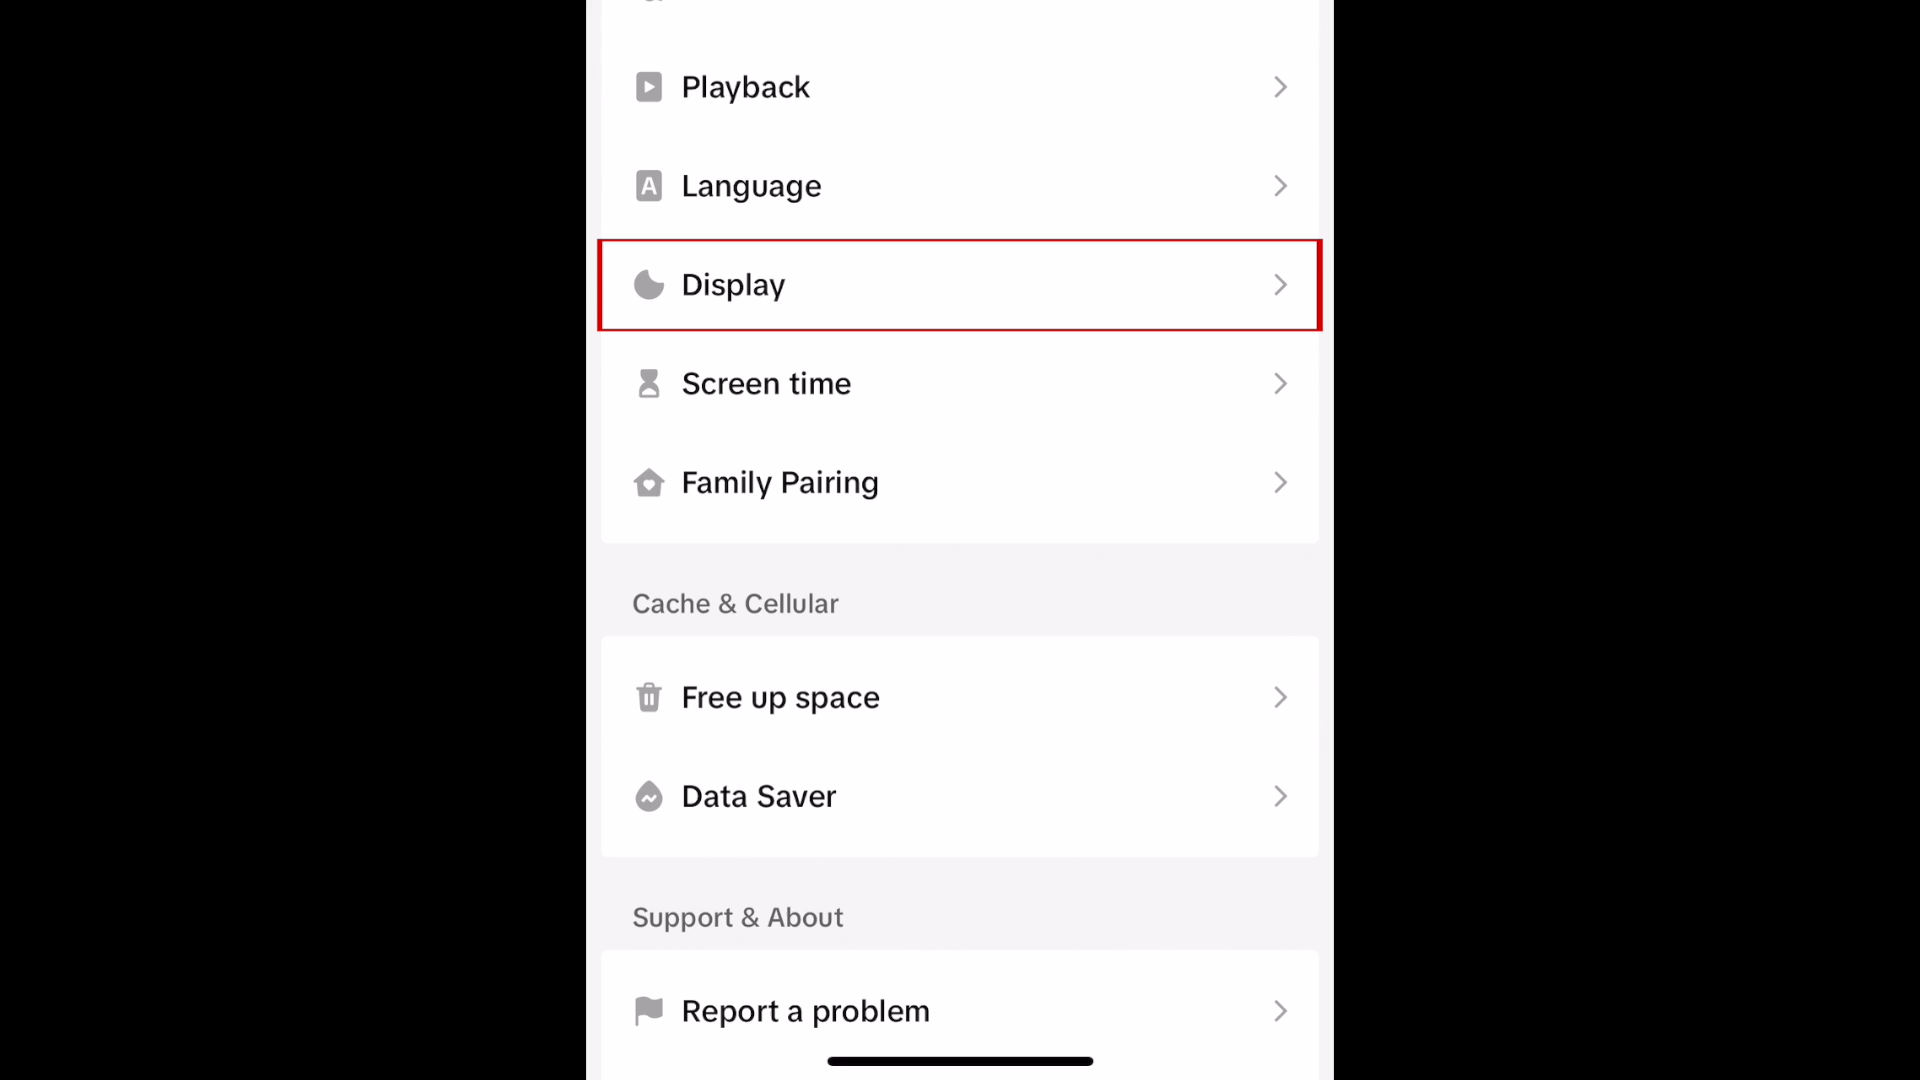 Playback
Language
Display
Screen time
Family Pairing
Cache & Cellular
Free up space
Data Saver
Support & About
Report a problem